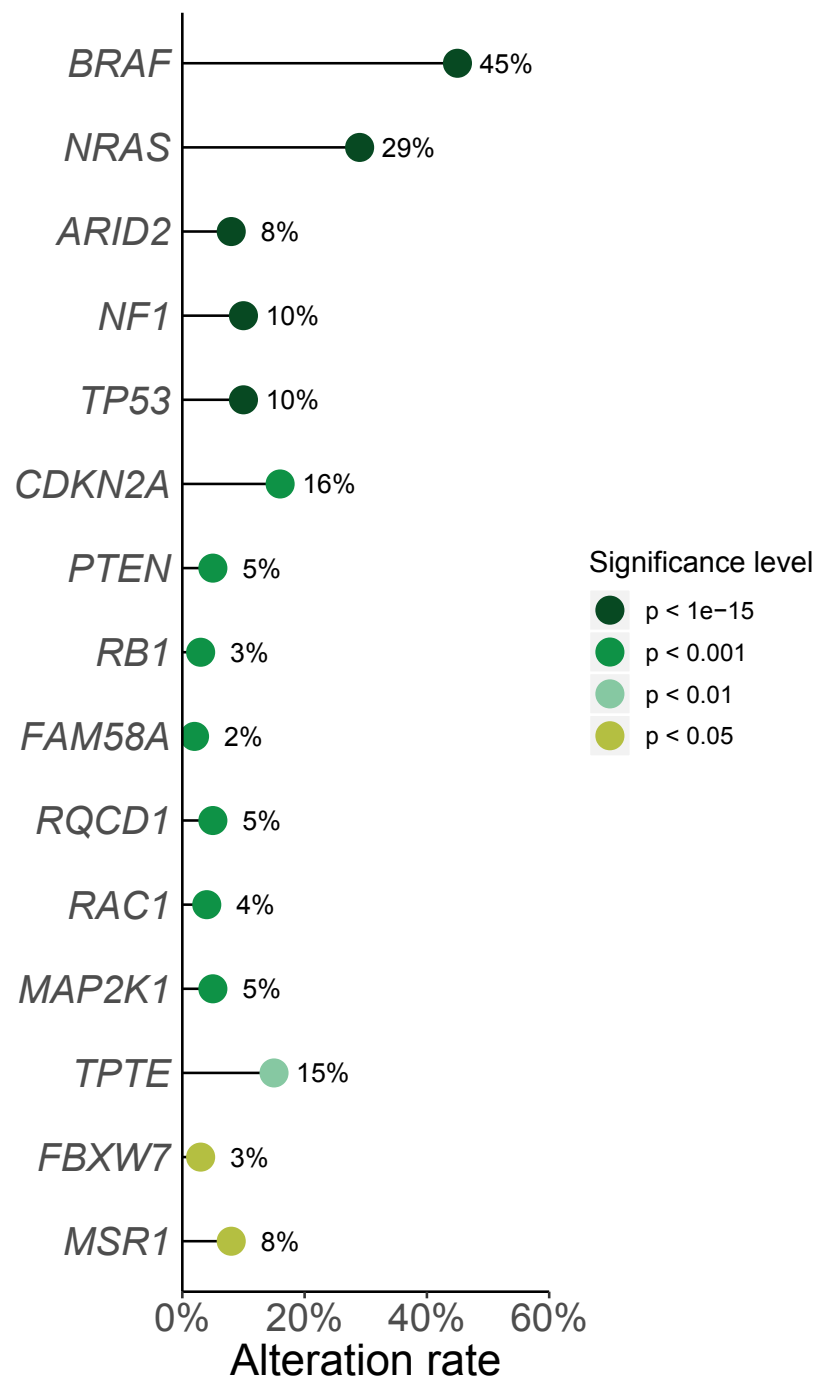 BRAF 45%
NRAS 29%
ARID2 8%
NF1 10%
TP53 10%
CDKN2A 16%
PTEN 5%
RB1 3%
FAM58A 2%
RQCD1 5%
RAC1 4%
MAP2K1 5%
TPTE 15%
FBXW7 3%
MSR1 8%
0% 20% 40% 60%
Alteration rate
Significance level
p < 1e−15
p < 0.001
p < 0.01
p < 0.05